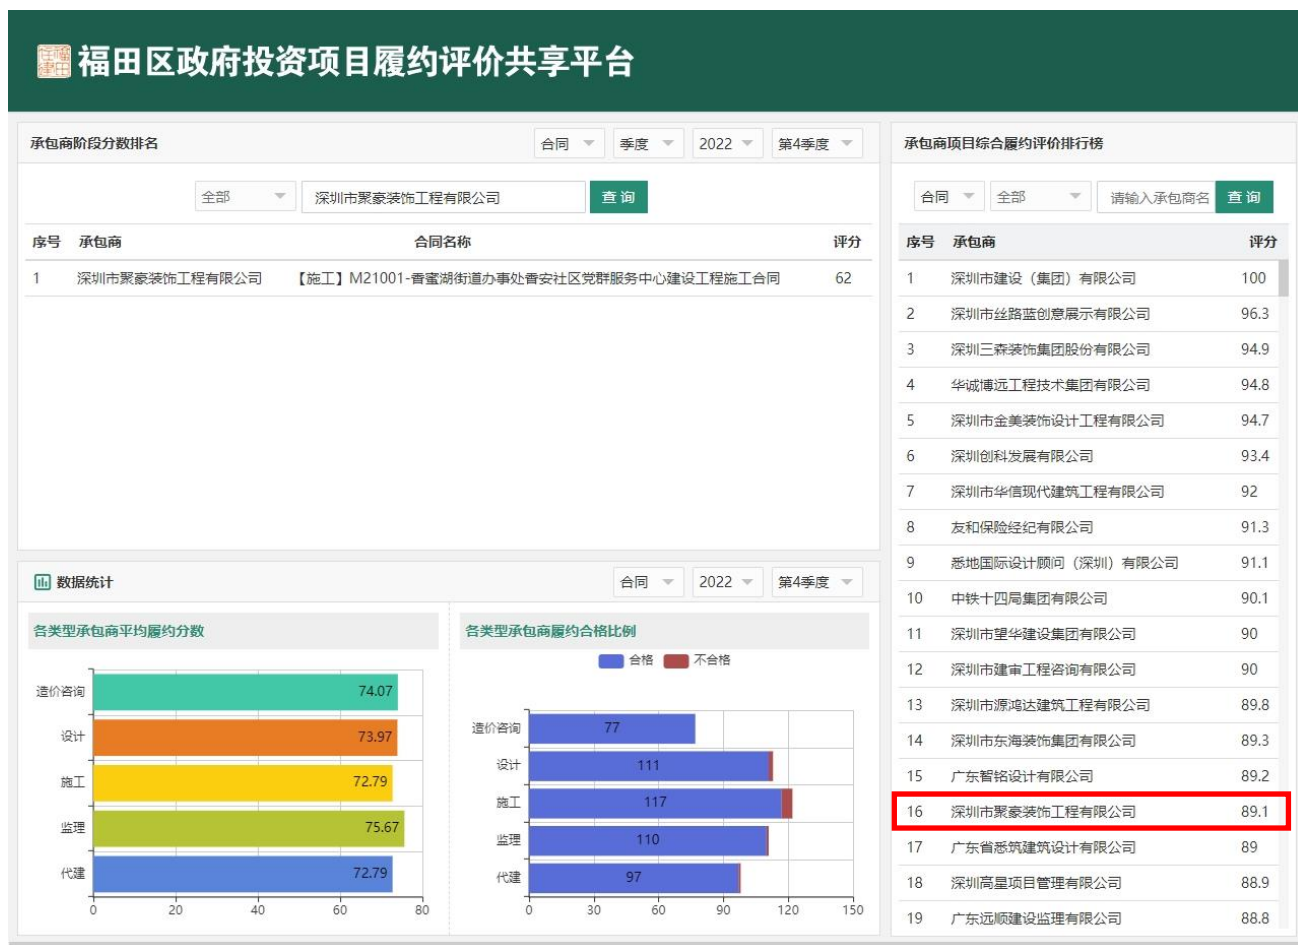 福田区政府投资项目履约评价共享平台
承包商阶段分数排名
合同 季度 2022 第4季度
全部 深圳市聚豪装饰工程有限公司 查询
序号 承包商 合同名称 评分
1 深圳市聚豪装饰工程有限公司 【施工】M21001-香蜜湖街道办事处香安社区党群服务中心建设工程施工合同 62
数据统计
合同 2022 第4季度
各类型承包商平均履约分数
造价咨询 74.07
设计 73.97
施工 72.79
监理 75.67
代建 72.79
0 20 40 60 80
各类型承包商履约合格比例
合格 不合格
造价咨询 77
设计 111
施工 117
监理 110
代建 97
0 30 60 90 120 150
承包商项目综合履约评价排行榜
合同 全部 请输入承包商名 查询
序号 承包商 评分
1 深圳市建设（集团）有限公司 100
2 深圳市丝路蓝创意展示有限公司 96.3
3 深圳三森装饰集团股份有限公司 94.9
4 华诚博远工程技术集团有限公司 94.8
5 深圳市金美装饰设计工程有限公司 94.7
6 深圳创科发展有限公司 93.4
7 深圳市华信现代建筑工程有限公司 92
8 友和保险经纪有限公司 91.3
9 悉地国际设计顾问（深圳）有限公司 91.1
10 中铁十四局集团有限公司 90.1
11 深圳市望华建设集团有限公司 90
12 深圳市建审工程咨询有限公司 90
13 深圳市源鸿达建筑工程有限公司 89.8
14 深圳市东海装饰集团有限公司 89.3
15 广东智铭设计有限公司 89.2
16 深圳市聚豪装饰工程有限公司 89.1
17 广东省悉筑建筑设计有限公司 89
18 深圳高星项目管理有限公司 88.9
19 广东远顺建设监理有限公司 88.8